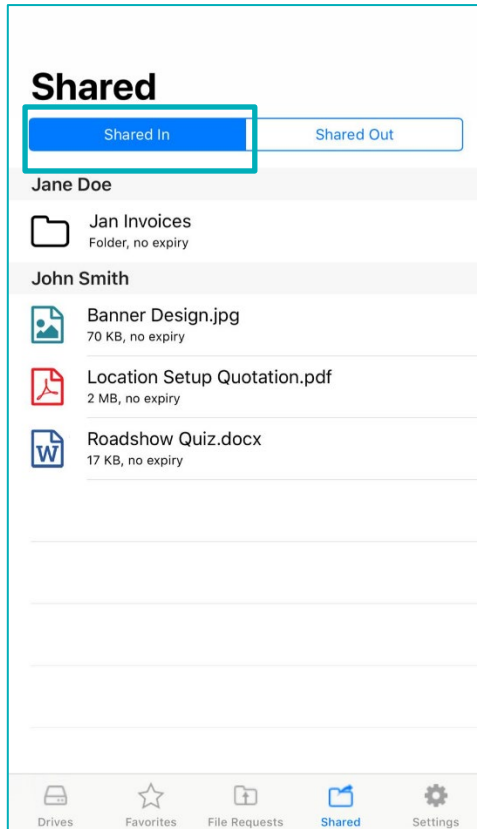 Shared
Shared In Shared Out
Jane Doe
Jan Invoices
Folder, no expiry
John Smith
Banner Design.jpg
70 KB, no expiry
Location Setup Quotation.pdf
2 MB, no expiry
W
Roadshow Quiz.docx
17 KB, no expiry
Drives Favorites File Requests Shared Settings